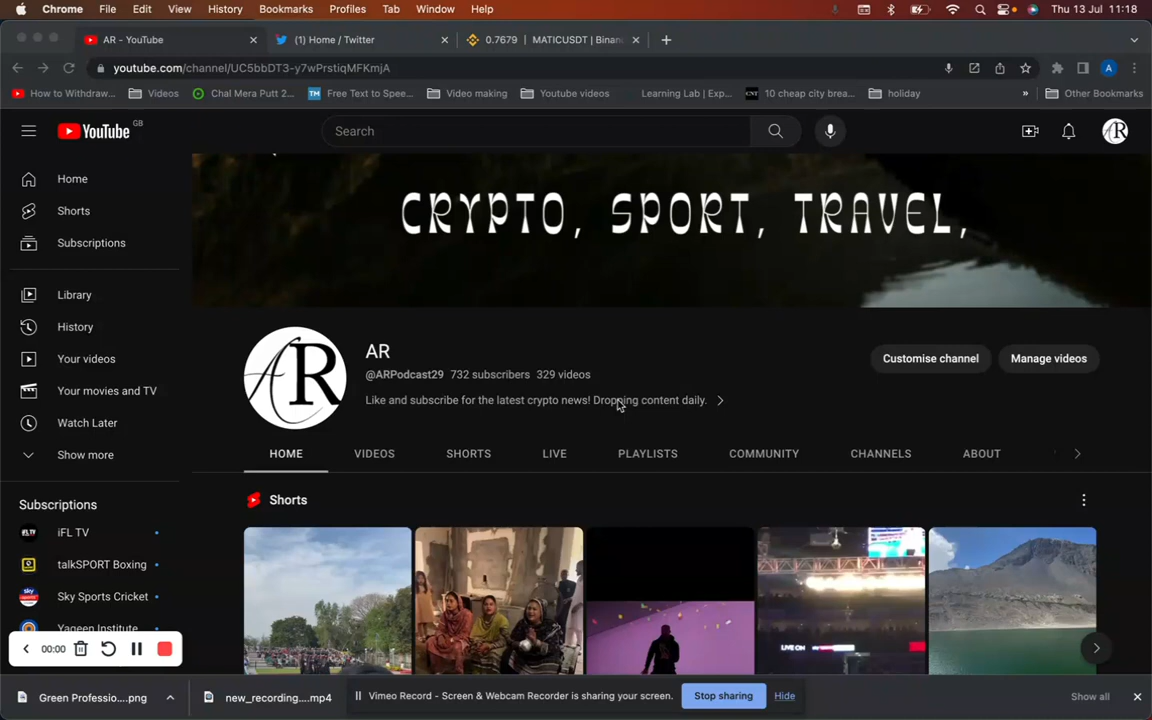 Chrome File Edit View History Bookmarks Profiles Tab Window Help Thu 13 Jul 11:18
AR - YouTube (1) Home / Twitter 0.7679 | MATICUSDT | Binan
youtube.com/channel/UC5bbDT3-y7wPrstiqMFKmjA A
How to Withdraw... Videos Chal Mera Putt 2... Free Text to Spee... Video making Youtube videos Learning Lab | Exp... 10 cheap city brea... holiday » Other Bookmarks
YouTube GB Search AR
CRYPTO, SPORT, TRAVEL,
Home
Shorts
Subscriptions
Library
History
Your videos
Your movies and TV
Watch Later
Show more
Subscriptions
iFL TV
talkSPORT Boxing
Sky Sports Cricket
Yaqeen Institute
AR
AR
@ARPodcast29 732 subscribers 329 videos
Like and subscribe for the latest crypto news! Dropping content daily.
Customise channel Manage videos
HOME VIDEOS SHORTS LIVE PLAYLISTS COMMUNITY CHANNELS ABOUT
Shorts
00:00
Green Professio....png new_recording....mp4 Vimeo Record - Screen & Webcam Recorder is sharing your screen. Stop sharing Hide Show all